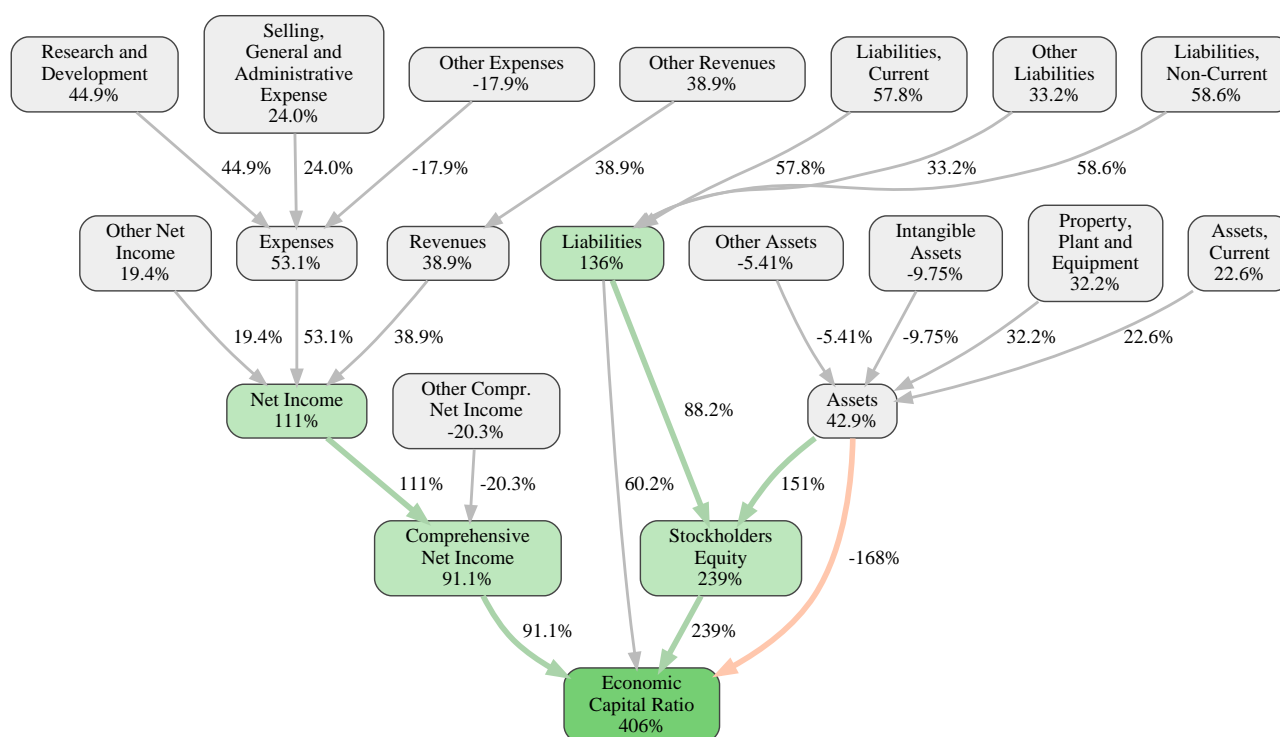 Research and
Development
44.9%
Selling,
General and
Administrative
Expense
24.0%
Other Expenses
-17.9%
Other Revenues
38.9%
Liabilities,
Current
57.8%
Other
Liabilities
33.2%
Liabilities,
Non-Current
58.6%
44.9%
24.0%
-17.9%
38.9%
57.8%
33.2%
58.6%
Other Net
Income
19.4%
Expenses
53.1%
Revenues
38.9%
Liabilities
136%
Other Assets
-5.41%
Intangible
Assets
-9.75%
Property,
Plant and
Equipment
32.2%
Assets,
Current
22.6%
19.4%
53.1%
38.9%
-5.41%
-9.75%
32.2%
22.6%
Net Income
111%
Other Compr.
Net Income
-20.3%
88.2%
Assets
42.9%
111%
-20.3%
60.2%
151%
Comprehensive
Net Income
91.1%
Stockholders
Equity
239%
-168%
91.1%
239%
Economic
Capital Ratio
406%